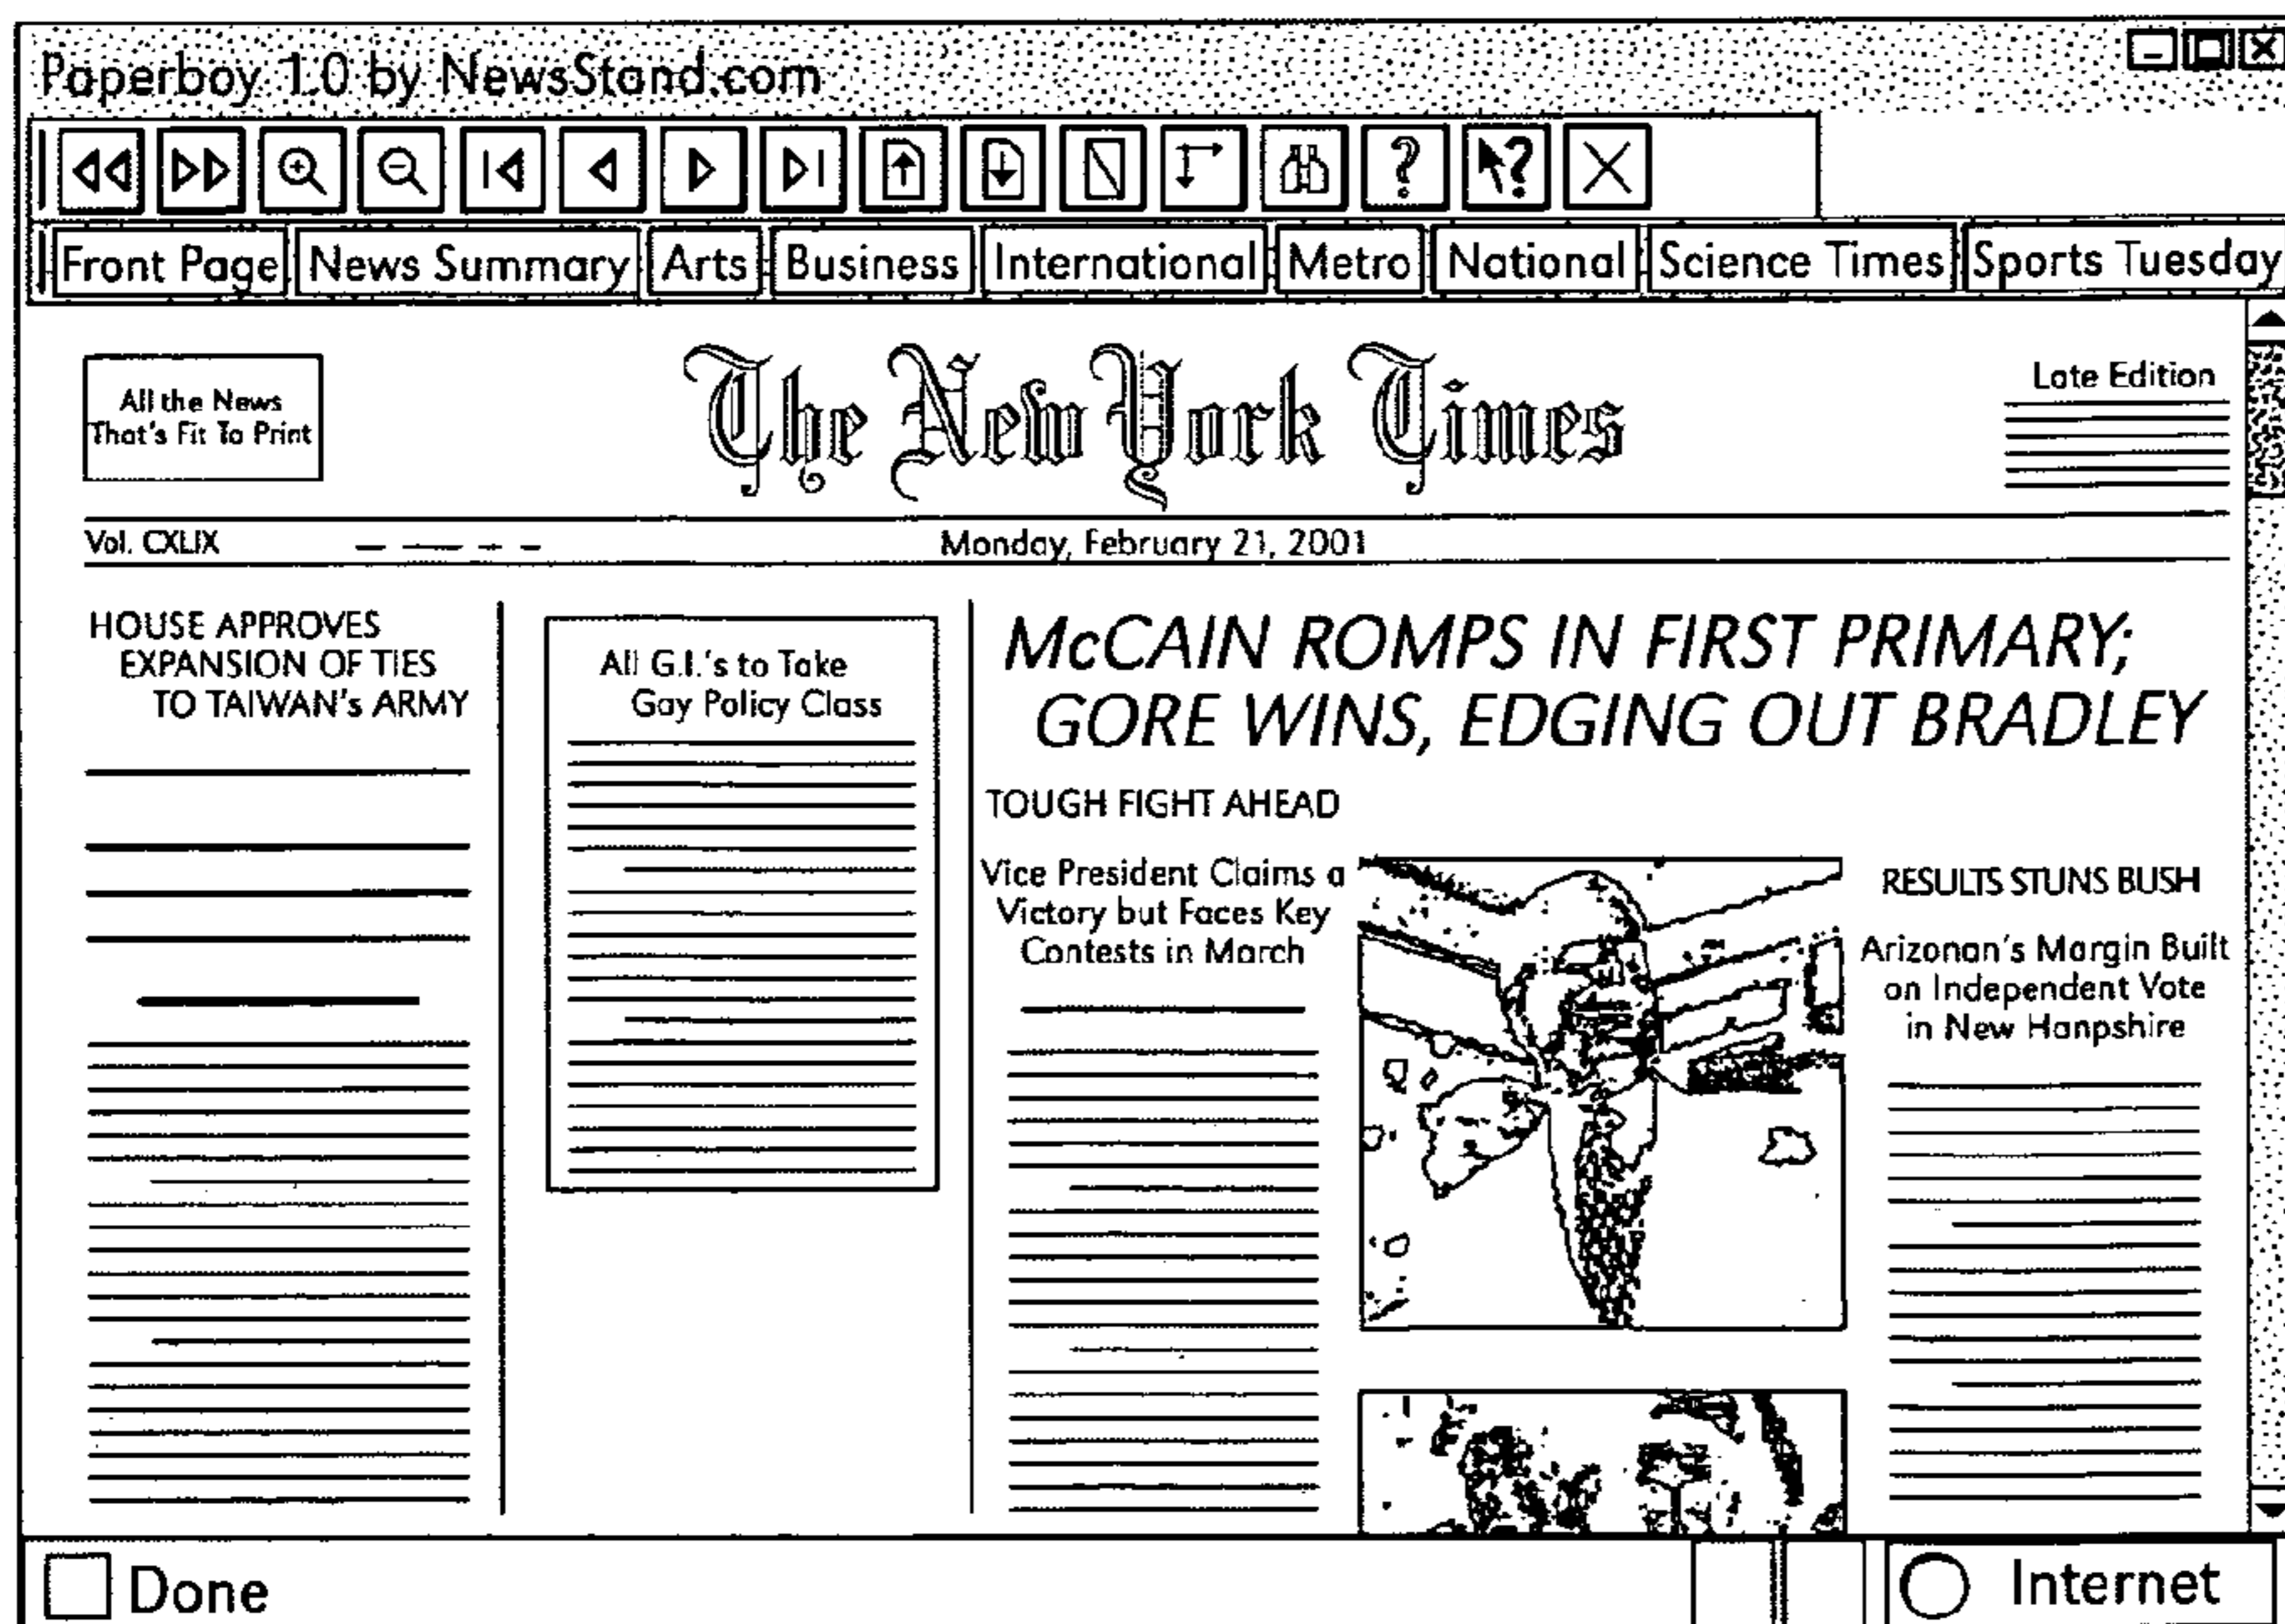 Paperboy 1.0 by NewsStand.com
Front Page News Summary Arts Business International Metro National Science Times Sports Tuesday
All the News
That's Fit To Print
The New York Times
Late Edition
Vol. CXLIX
Monday, February 21, 2001
HOUSE APPROVES
EXPANSION OF TIES
TO TAIWAN's ARMY
All G.I.'s to Take
Gay Policy Class
McCAIN ROMPS IN FIRST PRIMARY;
GORE WINS, EDGING OUT BRADLEY
TOUGH FIGHT AHEAD
Vice President Claims a
Victory but Faces Key
Contests in March
RESULTS STUNS BUSH
Arizonan's Margin Built
on Independent Vote
in New Hanpshire
Done
Internet